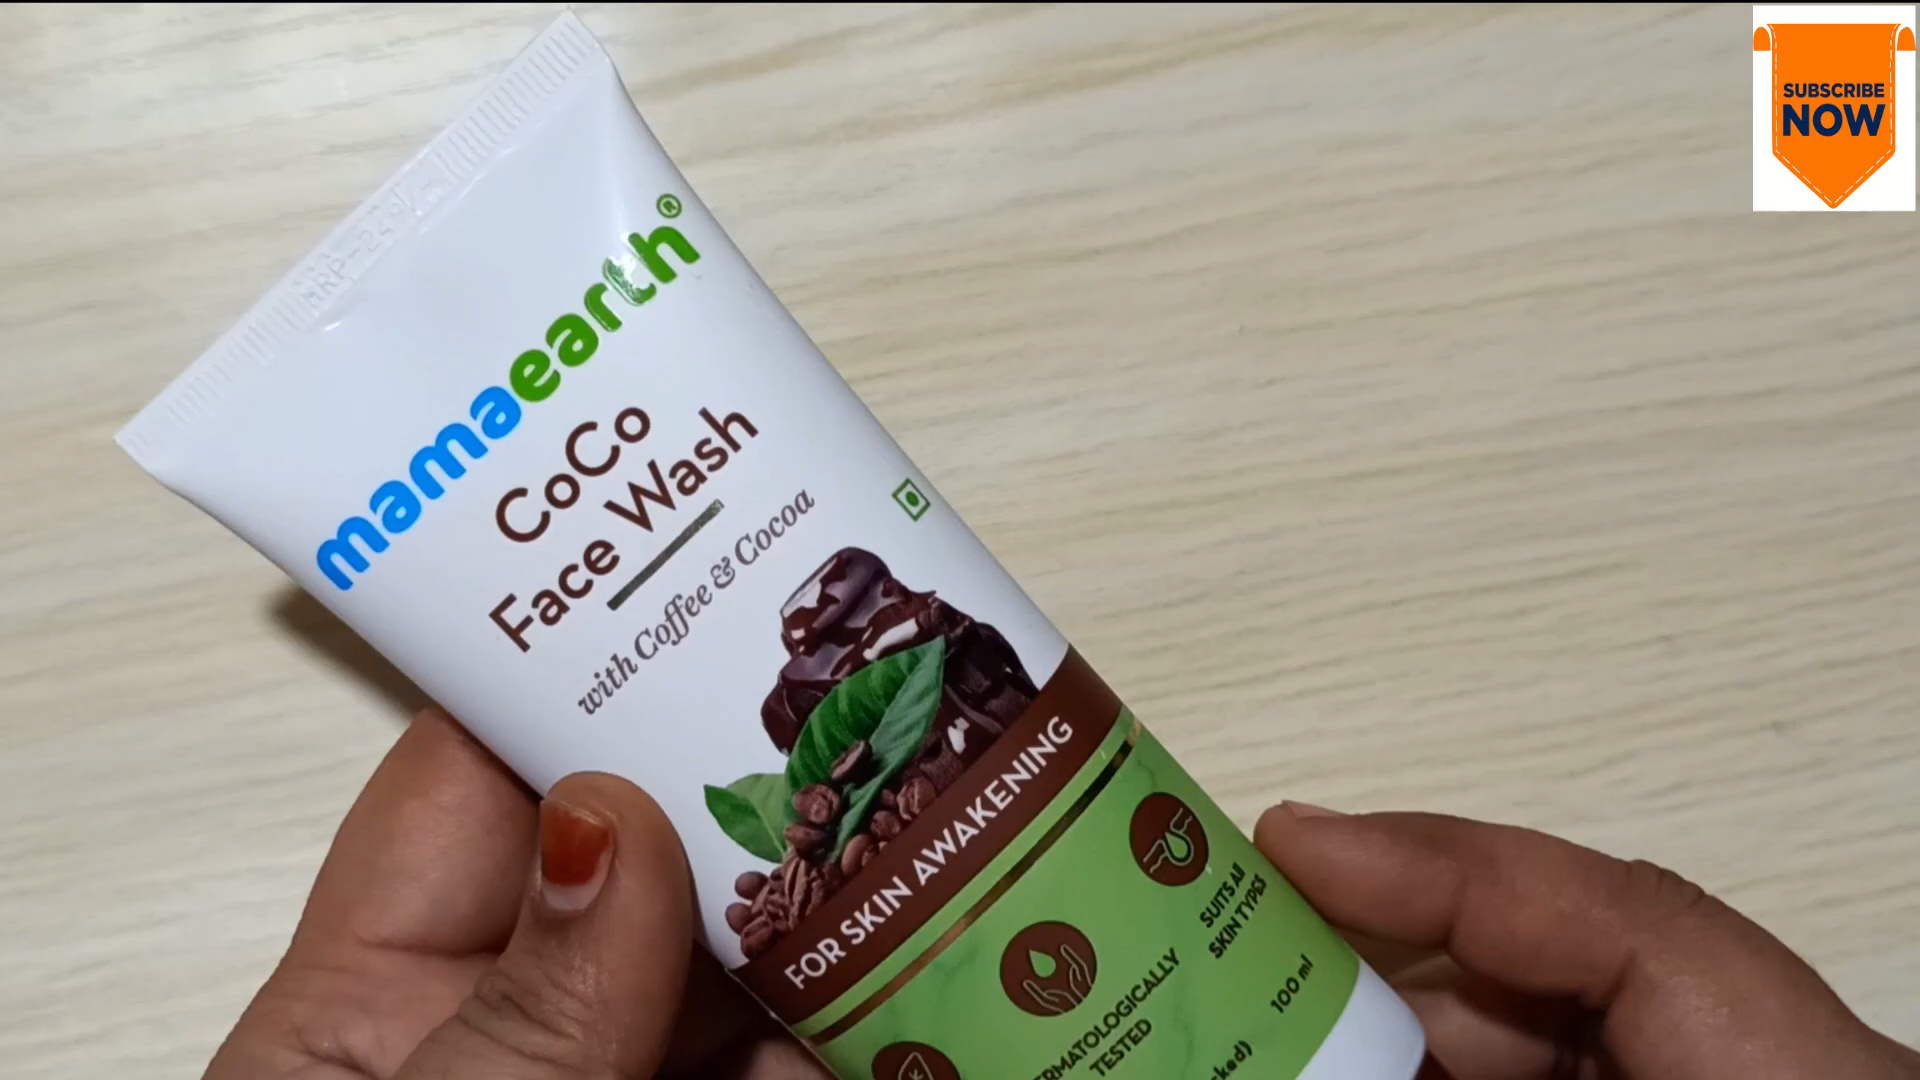 SUBSCRIBE
NOW
mamaearth®
CoCo
Face Wash
with Coffee & Cocoa
FOR SKIN AWAKENING
SUITS All
SKIN TYPES
TESTED
100 ml